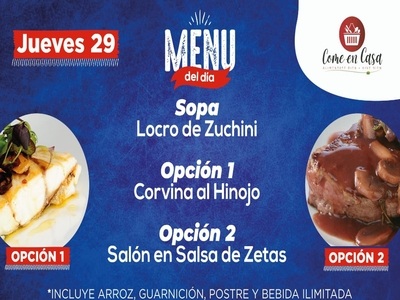 Jueves 29
MENU
del día
Como en Casa
Sopa
Locro de Zuchini
Opción 1
Corvina al Hinojo
Opción 2
Salón en Salsa de Zetas
OPCIÓN 1
OPCIÓN 2
*INCLUYE ARROZ, GUARNICIÓN, POSTRE Y BEBIDA ILIMITADA